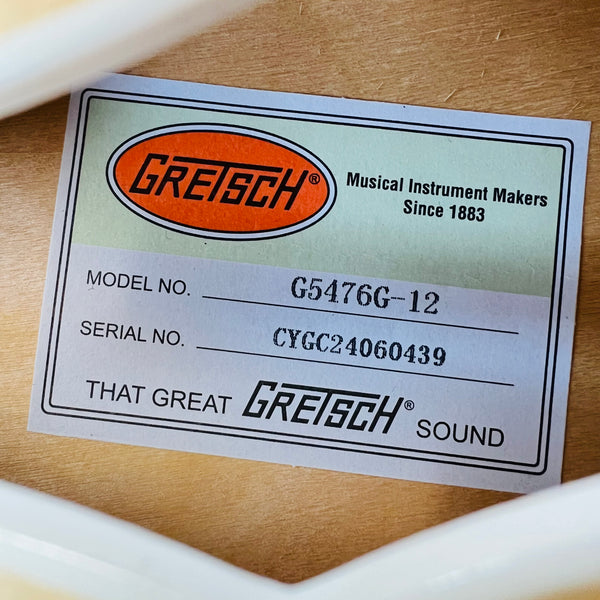 GRETSCH®
Musical Instrument Makers
Since 1883
MODEL NO. G5476G-12
SERIAL NO. CYGC24060439
THAT GREAT GRETSCH® SOUND